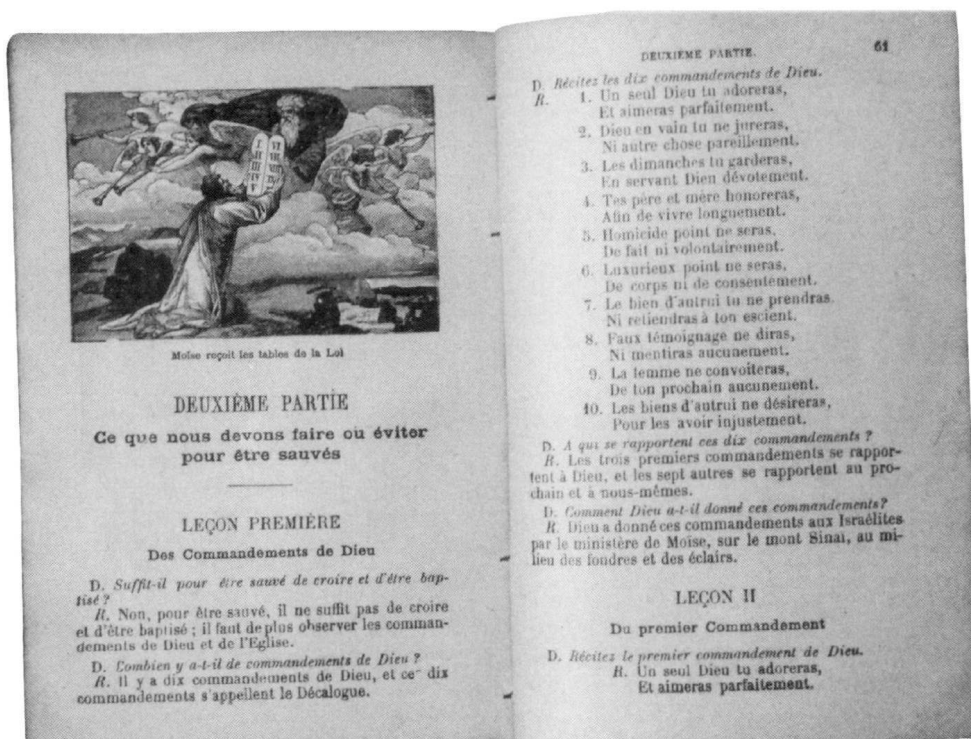 I VI
II VII
III VIII
IV IX
V X
Moïse reçoit les tables de la Loi
DEUXIÈME PARTIE
Ce que nous devons faire ou éviter
pour être sauvés
LEÇON PREMIÈRE
Des Commandements de Dieu
D. Suffit-il pour être sauvé de croire et d'être bap-
tisé ?
R. Non, pour être sauvé, il ne suffit pas de croire
et d'être baptisé ; il faut de plus observer les comman-
dements de Dieu et de l'Eglise.
D. Combien y a-t-il de commandements de Dieu ?
R. Il y a dix commandements de Dieu, et ces dix
commandements s'appellent le Décalogue.
DEUXIEME PARTIE.
61
D. Récitez les dix commandements de Dieu.
R. 1. Un seul Dieu tu adoreras,
Et aimeras parfaitement.
2. Dieu en vain tu ne jureras,
Ni autre chose pareillement.
3. Les dimanches tu garderas,
En servant Dieu dévotement.
4. Tes père et mère honoreras,
Afin de vivre longuement.
5. Homicide point ne seras,
De fait ni volontairement.
6. Luxurieux point ne seras,
De corps ni de consentement.
7. Le bien d'autrui tu ne prendras,
Ni retiendras à ton escient.
8. Faux témoignage ne diras,
Ni mentiras aucunement.
9. La femme ne convoiteras,
De ton prochain aucunement.
10. Les biens d'autrui ne désireras,
Pour les avoir injustement.
D. A qui se rapportent ces dix commandements ?
R. Les trois premiers commandements se rappor-
tent à Dieu, et les sept autres se rapportent au pro-
chain et à nous-mêmes.
D. Comment Dieu a-t-il donné ces commandements?
R. Dieu a donné ces commandements aux Israélites
par le ministère de Moïse, sur le mont Sinaï, au mi-
lieu des foudres et des éclairs.
LEÇON II
Du premier Commandement
D. Récitez le premier commandement de Dieu.
R. Un seul Dieu tu adoreras,
Et aimeras parfaitement.